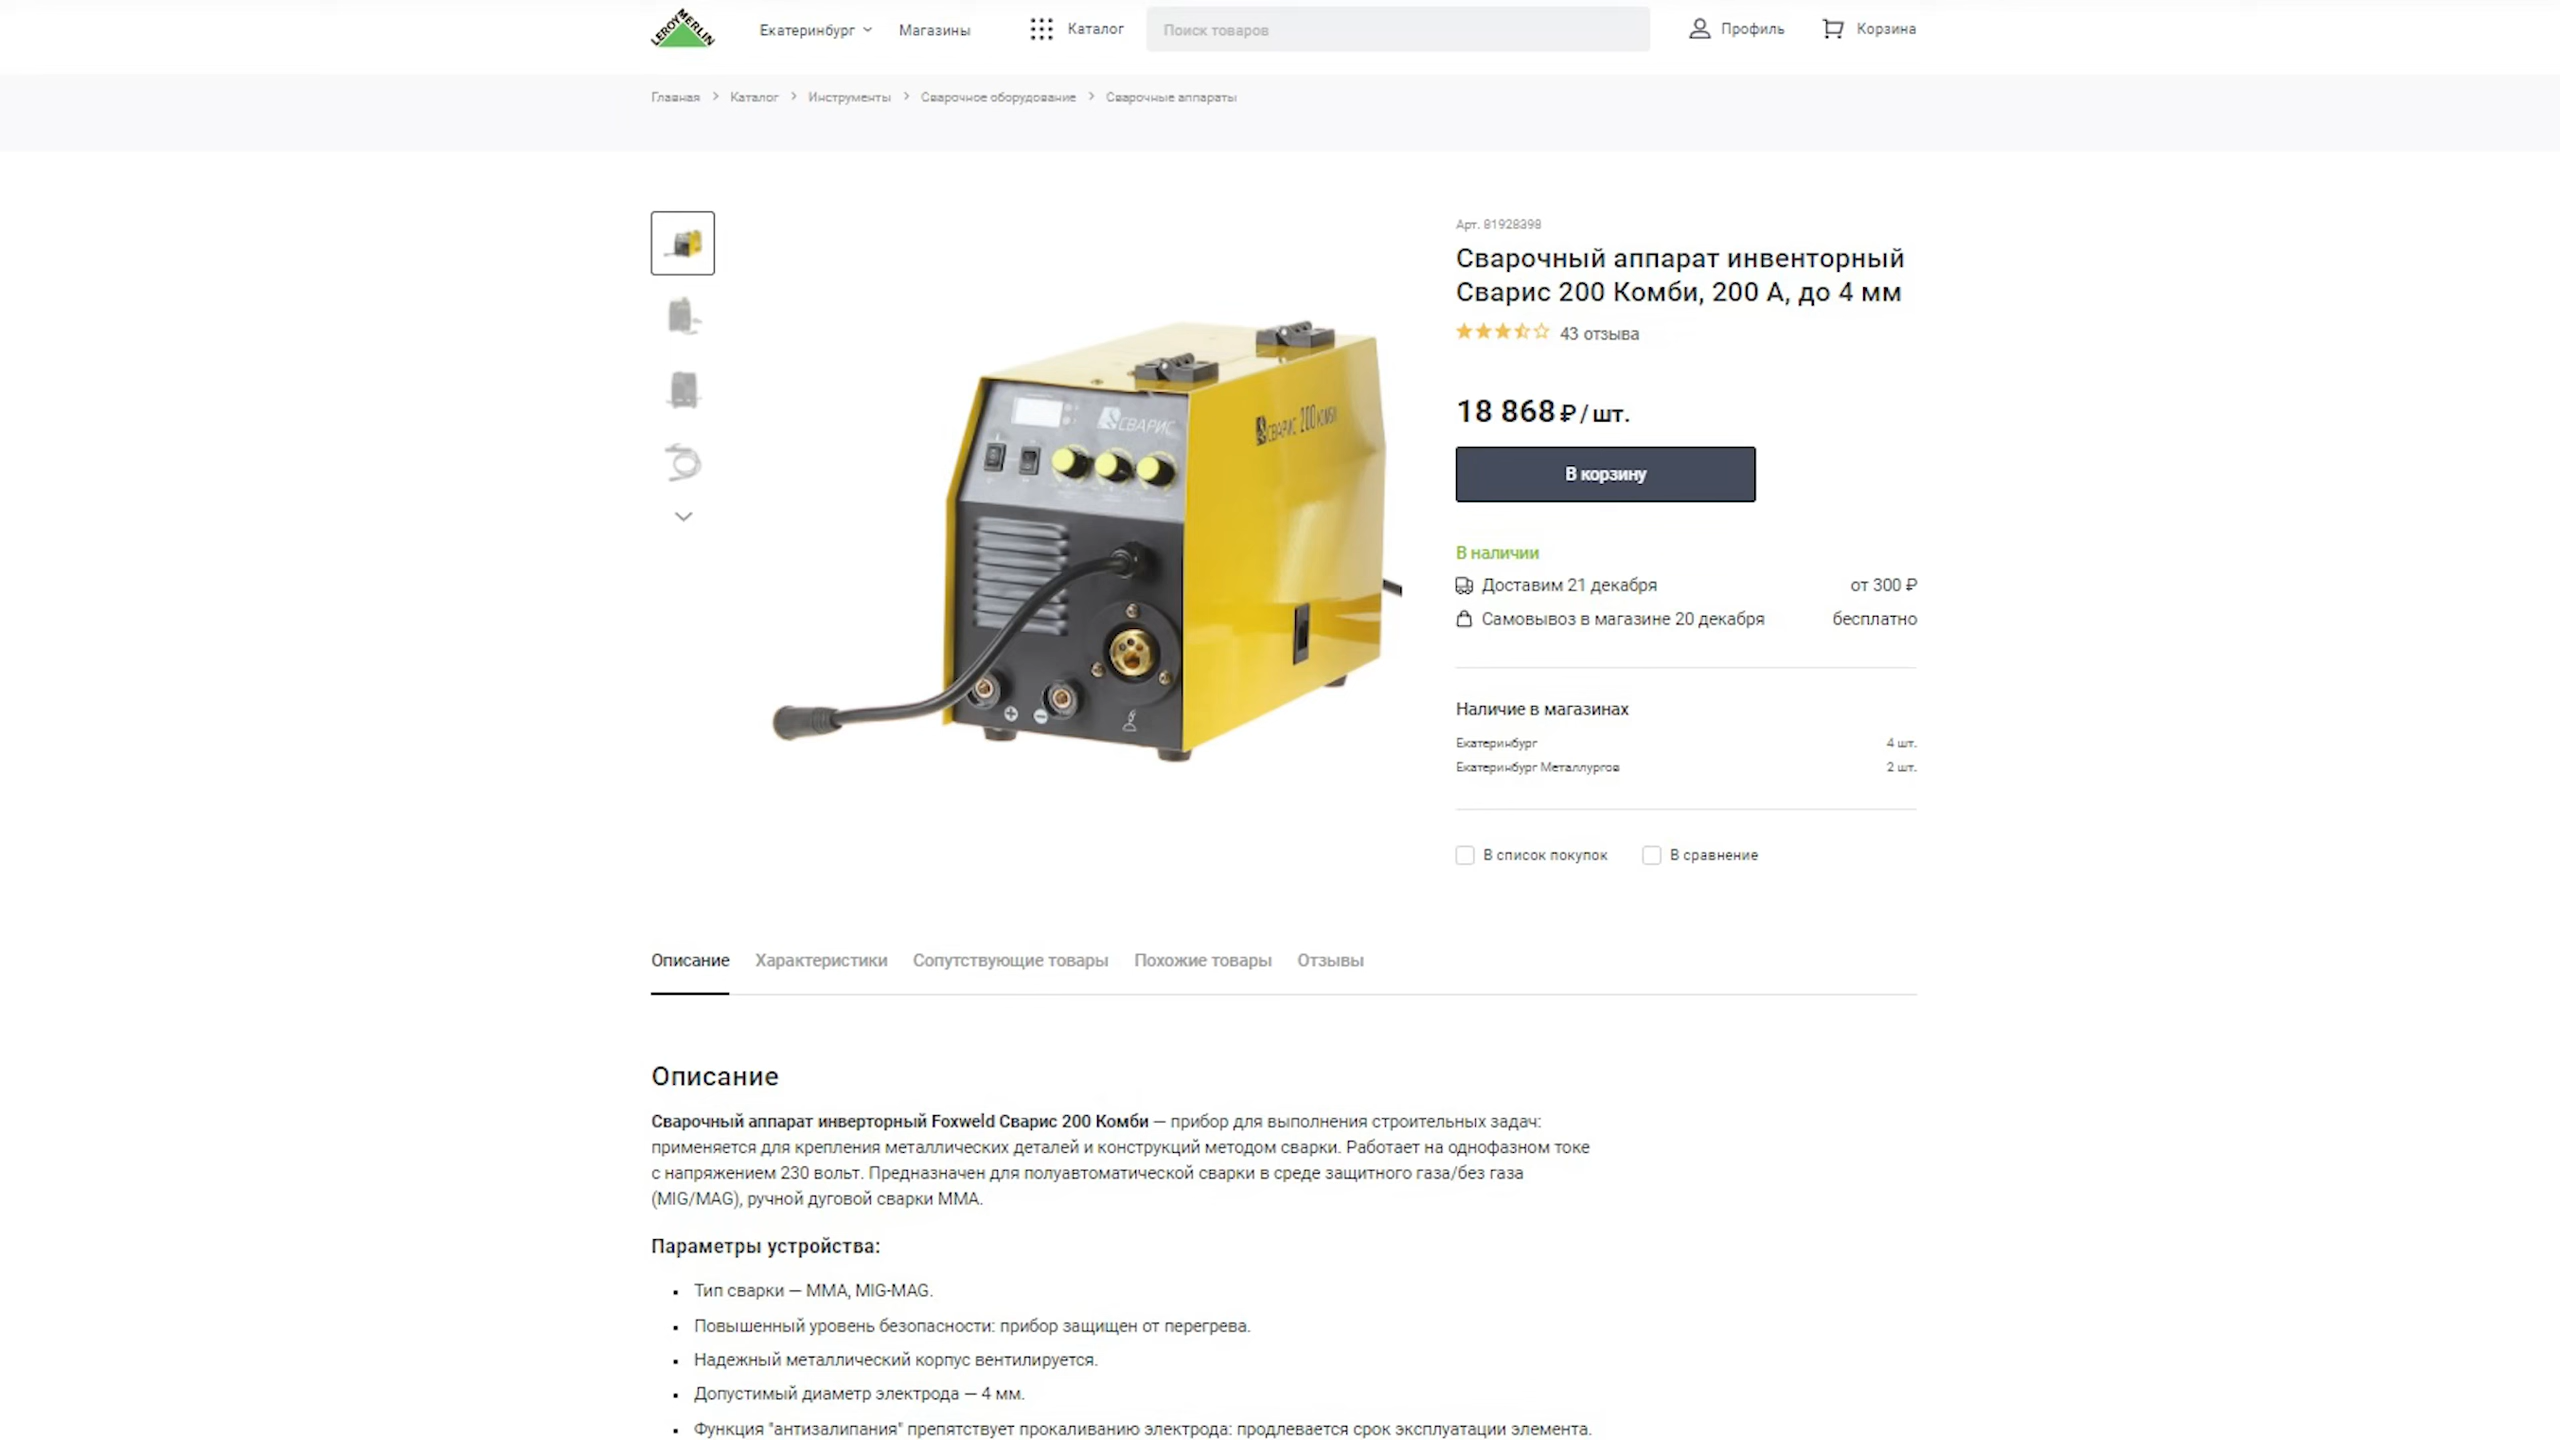 LEROY MERLIN
Екатеринбург
Магазины
Каталог
Поиск товаров
Профиль
Корзина
Главная > Каталог > Инструменты > Сварочное оборудование > Сварочные аппараты
Арт. 81928398
Сварочный аппарат инвенторный
Сварис 200 Комби, 200 А, до 4 мм
43 отзыва
18 868 ₽ / шт.
В корзину
СВАРИС
СВАРИС 200 КОМБИ
В наличии
Доставим 21 декабря от 300 ₽
Самовывоз в магазине 20 декабря бесплатно
Наличие в магазинах
Екатеринбург 4 шт.
Екатеринбург Металлургов 2 шт.
В список покупок
В сравнение
Описание
Характеристики
Сопутствующие товары
Похожие товары
Отзывы
Описание
Сварочный аппарат инверторный Foxweld Сварис 200 Комби — прибор для выполнения строительных задач:
применяется для крепления металлических деталей и конструкций методом сварки. Работает на однофазном токе
с напряжением 230 вольт. Предназначен для полуавтоматической сварки в среде защитного газа/без газа
(MIG/MAG), ручной дуговой сварки MMA.
Параметры устройства:
Тип сварки — MMA, MIG-MAG.
Повышенный уровень безопасности: прибор защищен от перегрева.
Надежный металлический корпус вентилируется.
Допустимый диаметр электрода — 4 мм.
Функция "антизалипания" препятствует прокаливанию электрода: продлевается срок эксплуатации элемента.